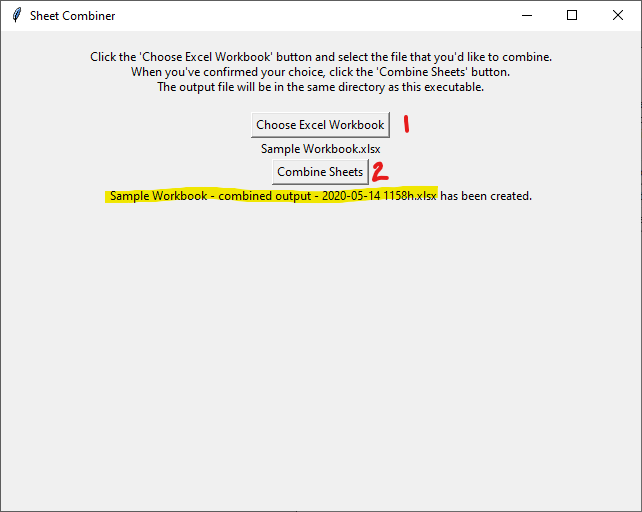 Sheet Combiner
Click the 'Choose Excel Workbook' button and select the file that you'd like to combine.
When you've confirmed your choice, click the 'Combine Sheets' button.
The output file will be in the same directory as this executable.
Choose Excel Workbook 1
Sample Workbook.xlsx
Combine Sheets 2
Sample Workbook - combined output - 2020-05-14 1158h.xlsx has been created.